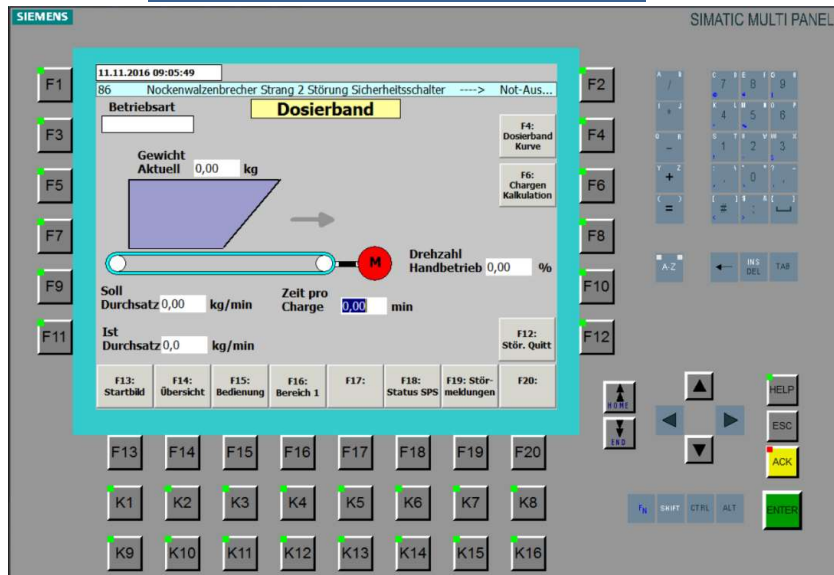 SIEMENS
SIMATIC MULTI PANEL
11.11.2016 09:05:49
86 Nockenwalzenbrecher Strang 2 Störung Sicherheitsschalter ----> Not-Aus...
Betriebsart
Dosierband
F4:
Dosierband
Kurve
Gewicht
Aktuell 0,00 kg
F6:
Chargen
Kalkulation
M
Drehzahl
Handbetrieb 0,00 %
Soll
Durchsatz 0,00 kg/min
Zeit pro
Charge 0,00 min
Ist
Durchsatz 0,0 kg/min
F12:
Stör. Quitt
F13:
Startbild
F14:
Übersicht
F15:
Bedienung
F16:
Bereich 1
F17:
F18:
Status SPS
F19: Stör-
meldungen
F20:
F1
F3
F5
F7
F9
F11
F2
F4
F6
F8
F10
F12
F13 F14 F15 F16 F17 F18 F19 F20
K1 K2 K3 K4 K5 K6 K7 K8
K9 K10 K11 K12 K13 K14 K15 K16
/ 7 8 9
* 4 5 6
- 1 2 3
+ 0
=
A-Z
INS
DEL
TAB
HOME
END
HELP
ESC
ACK
FN SHIFT CTRL ALT
ENTER